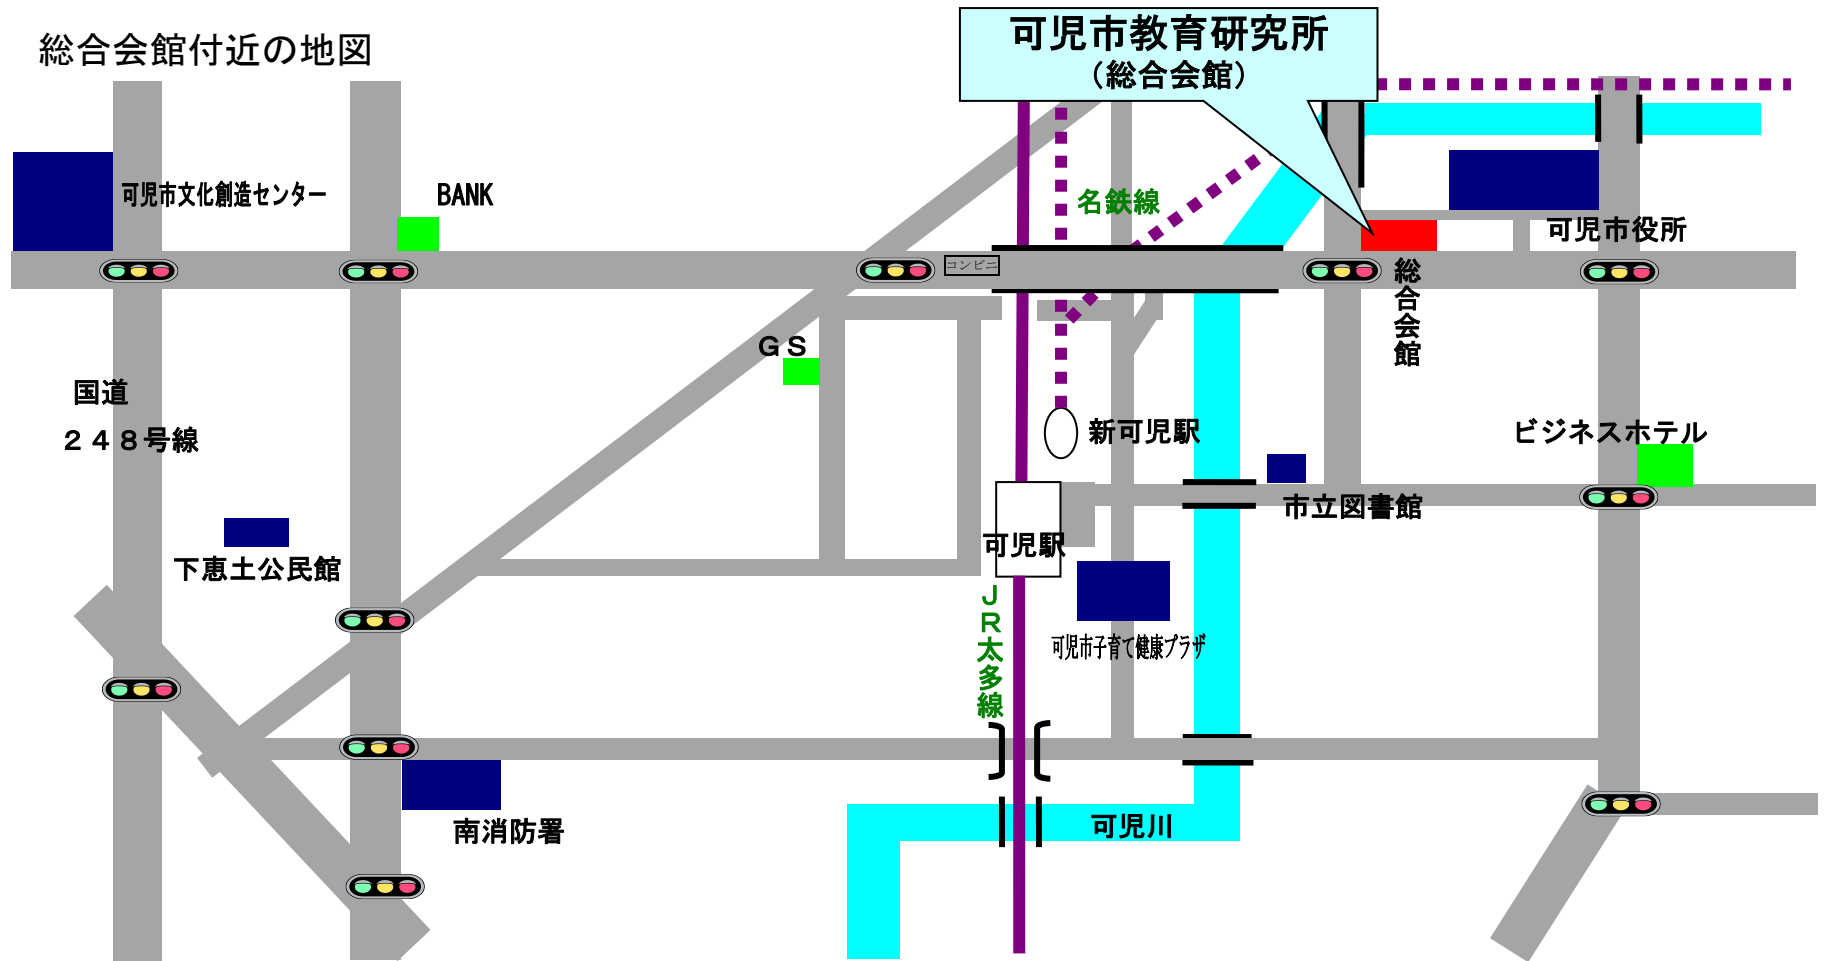 総合会館付近の地図
可児市教育研究所
（総合会館）
可児市文化創造センター
BANK
名鉄線
可児市役所
コンビニ
総合会館
ＧＳ
国道
２４８号線
新可児駅
ビジネスホテル
市立図書館
可児駅
下恵土公民館
ＪＲ太多線
可児市子育て健康プラザ
南消防署
可児川